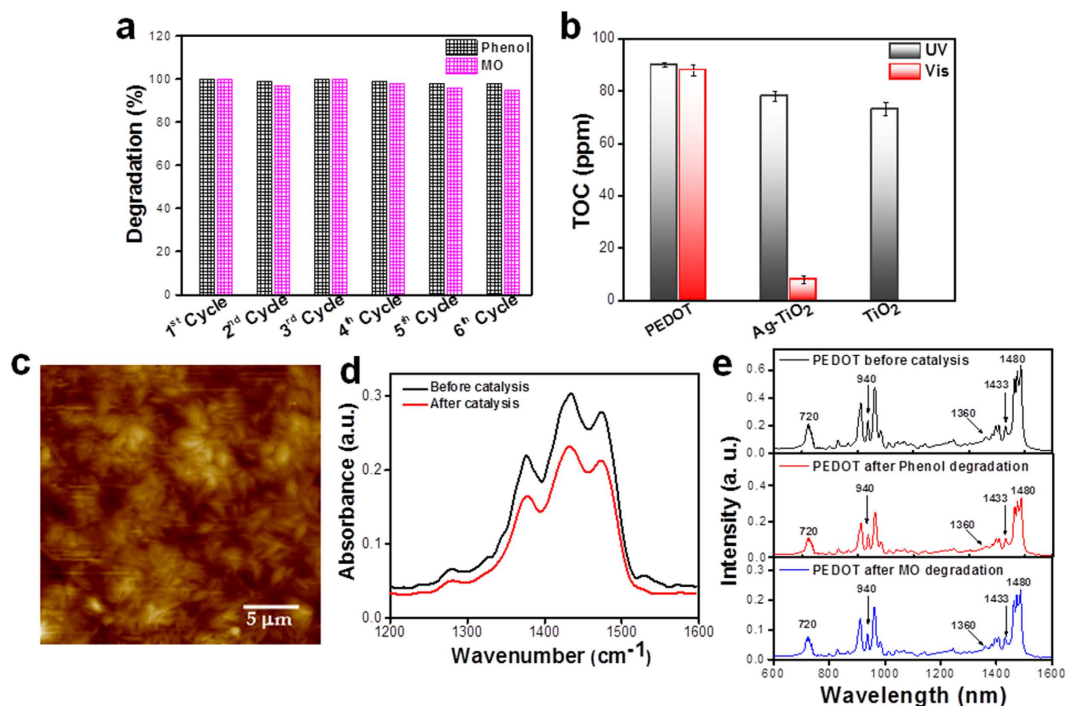 a
120
100
80
60
40
20
0
Degradation (%)
Phenol
MO
1st Cycle
2nd Cycle
3rd Cycle
4th Cycle
5th Cycle
6th Cycle
b
100
80
60
40
20
0
TOC (ppm)
UV
Vis
PEDOT
Ag-TiO2
TiO2
c
5 µm
d
0.3
0.2
0.1
0.0
Absorbance (a.u.)
Before catalysis
After catalysis
1200 1300 1400 1500 1600
Wavenumber (cm-1)
e
Intensity (a. u.)
PEDOT before catalysis
0.6
0.4
0.2
0.0
720
940
1360
1433
1480
PEDOT after Phenol degradation
0.4
0.2
0.0
720
940
1360
1433
1480
PEDOT after MO degradation
0.3
0.2
0.1
0.0
720
940
1360
1433
1480
600 800 1000 1200 1400 1600
Wavelength (nm)